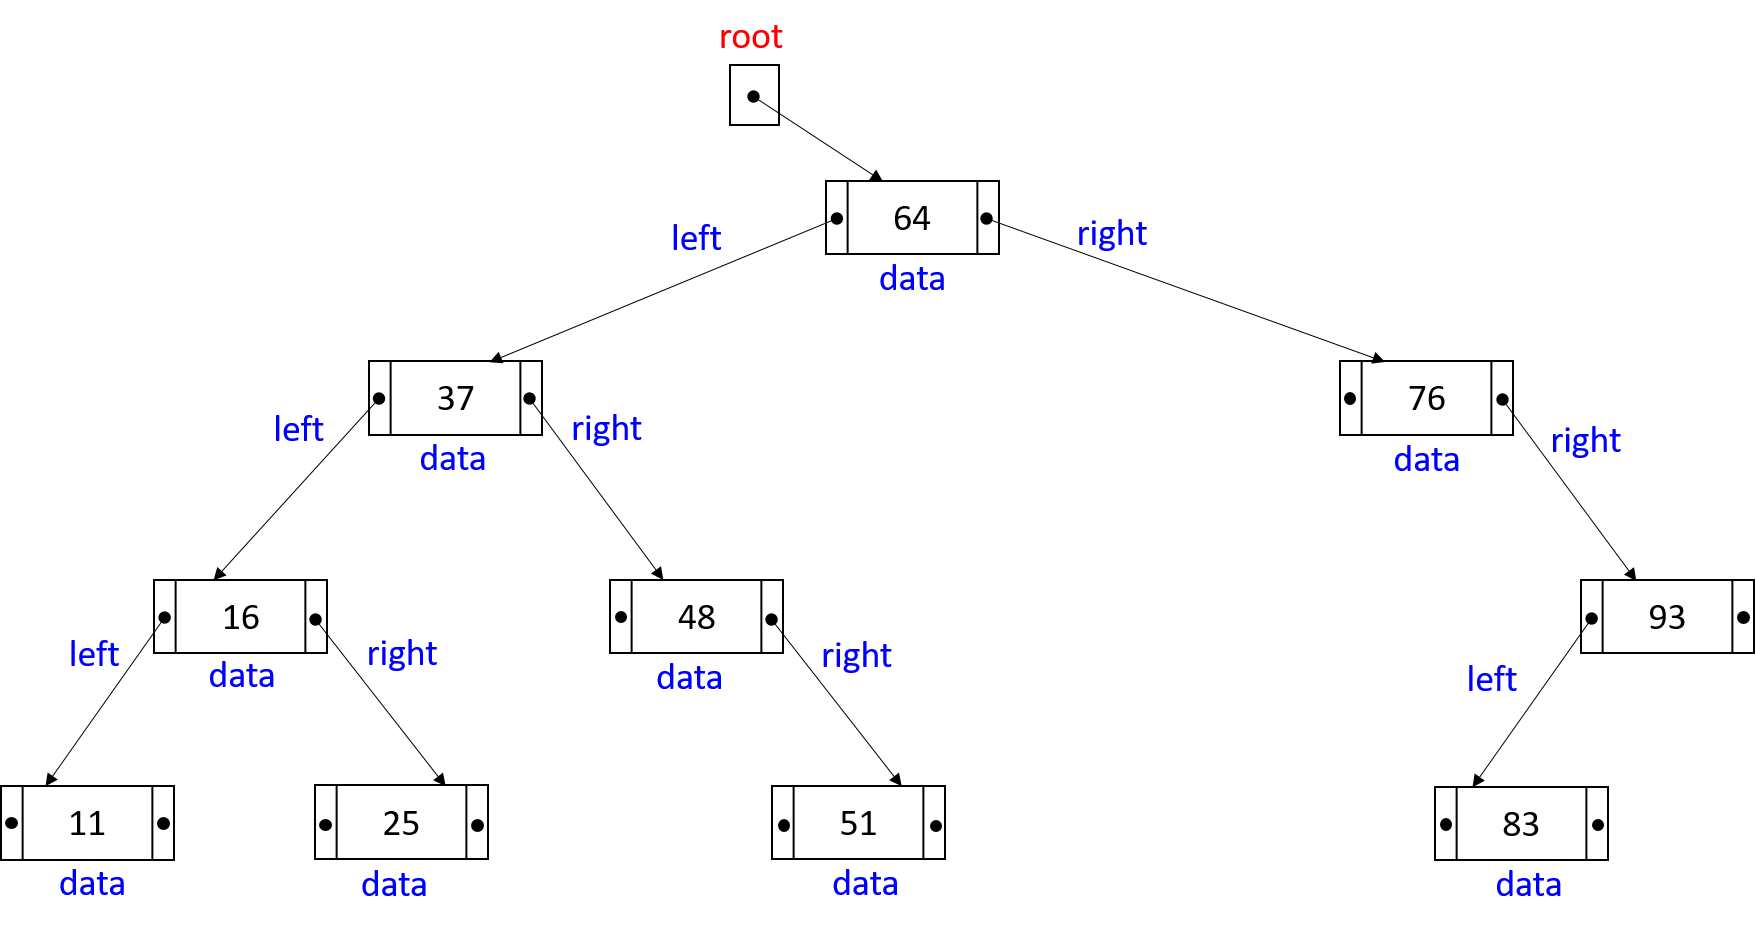 root
64
left
right
data
37
76
left
right
right
data
data
16
48
93
left
right
right
left
data
data
11
25
51
83
data
data
data
data